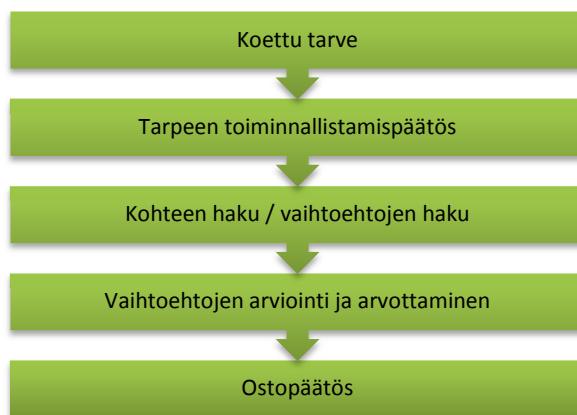 Koettu tarve
Tarpeen toiminnallistamispäätös
Kohteen haku / vaihtoehtojen haku
Vaihtoehtojen arviointi ja arvottaminen
Ostopäätös